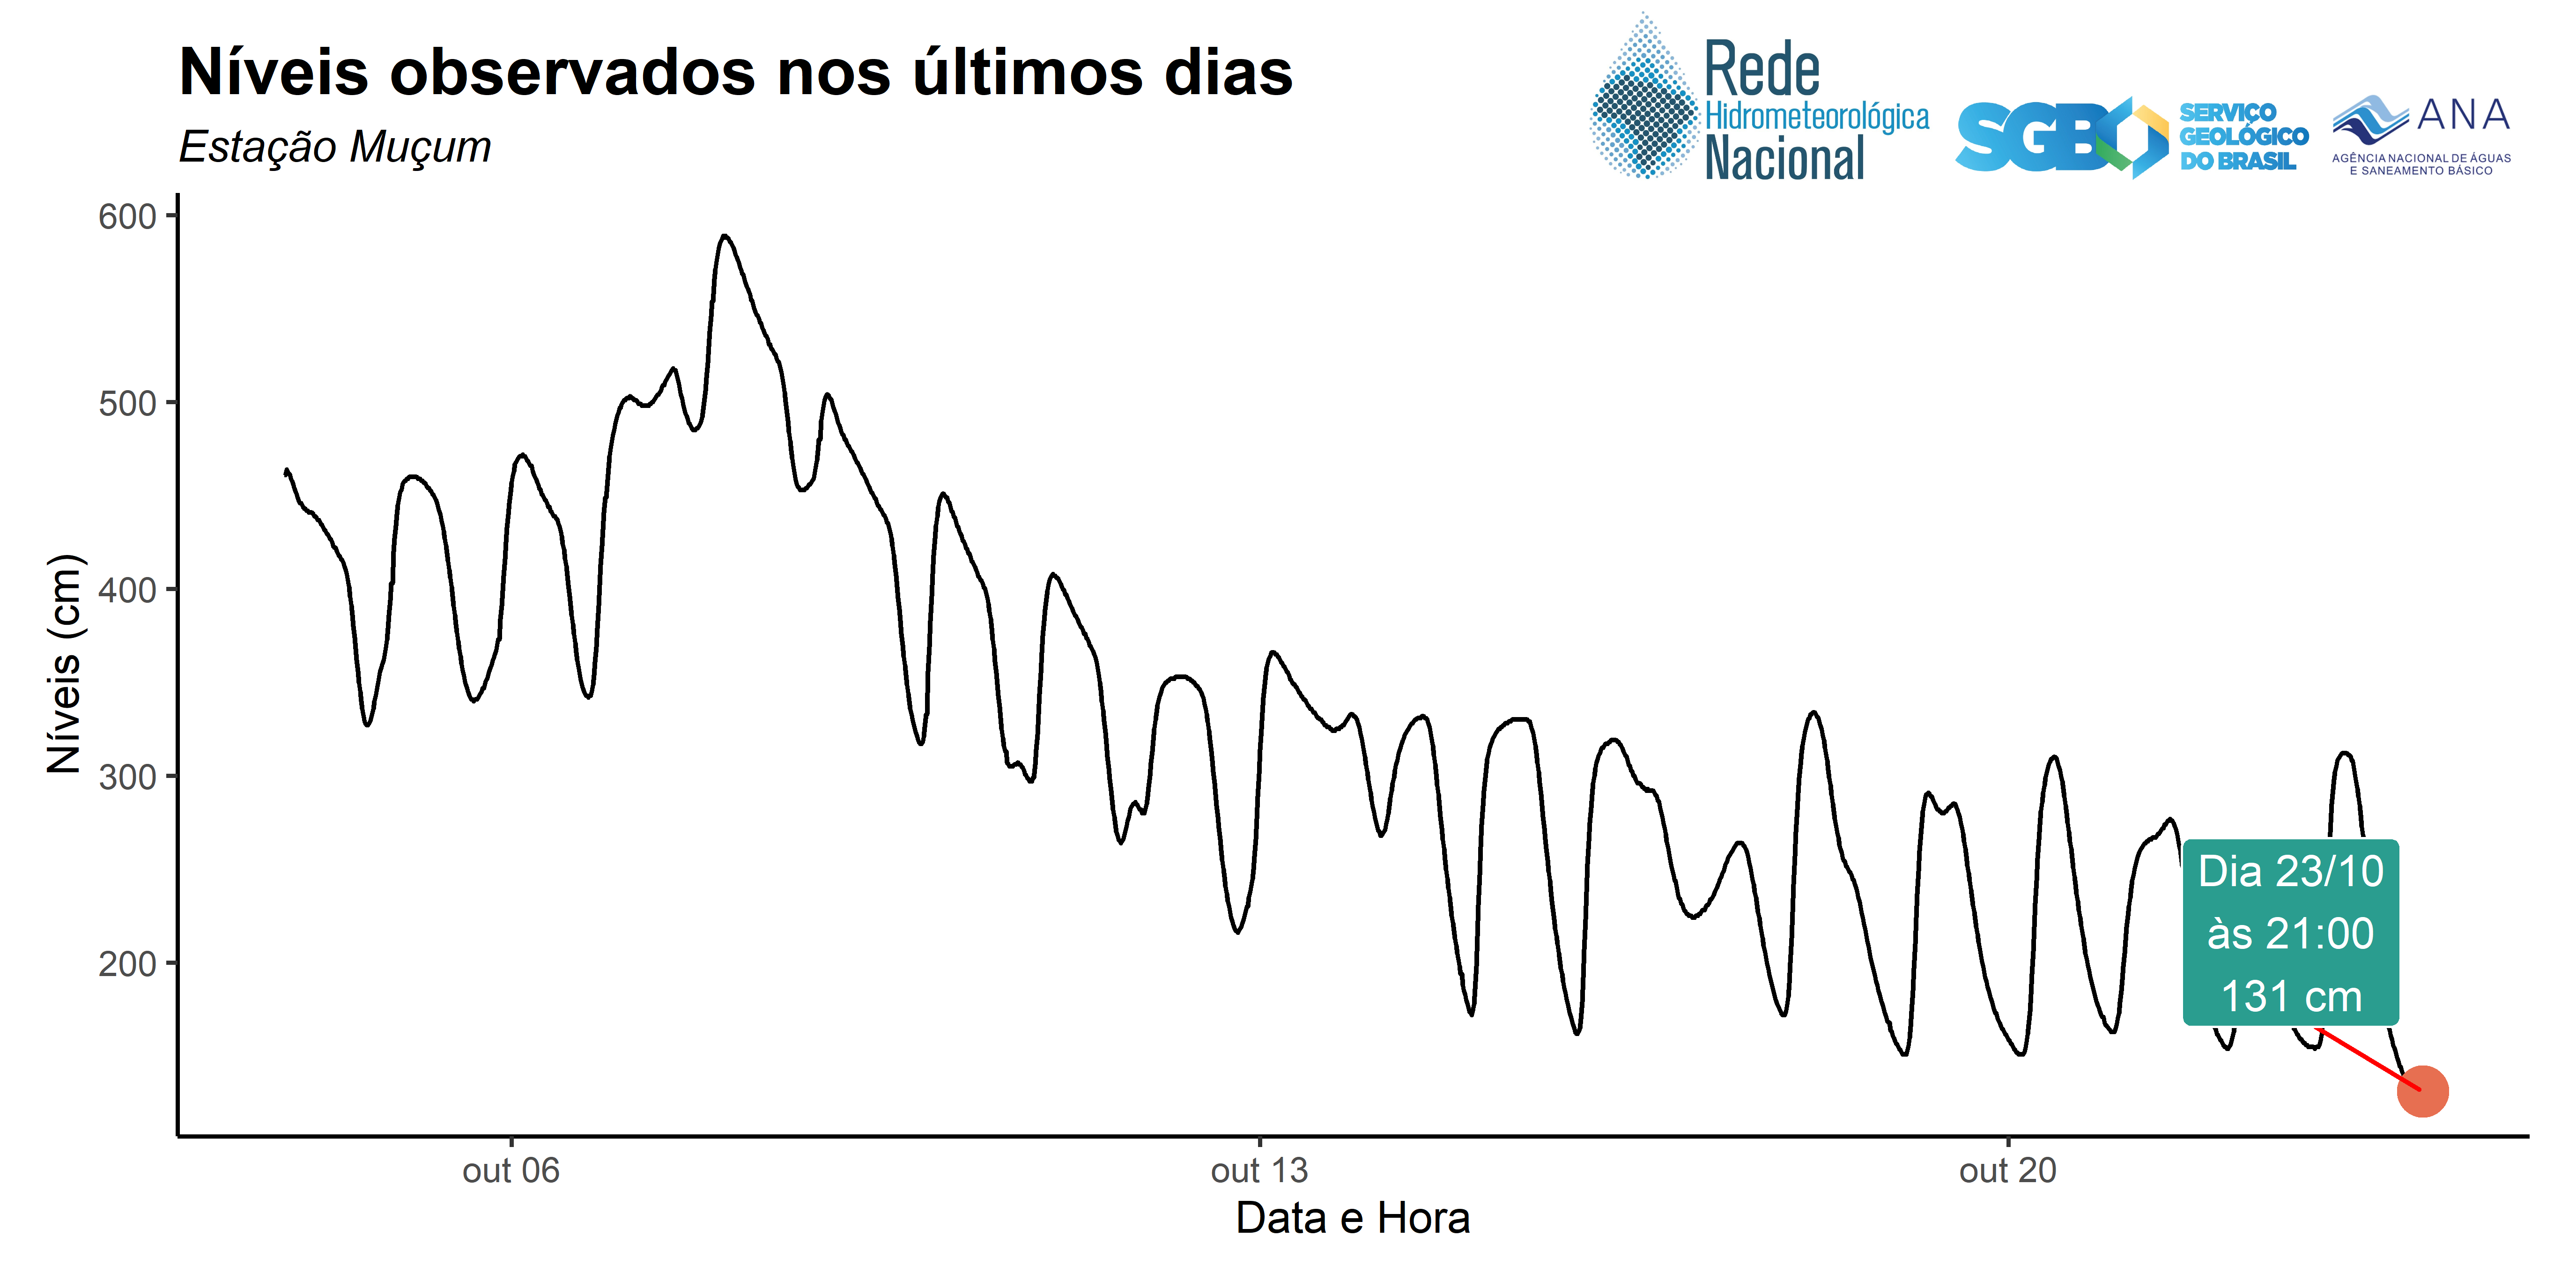 Níveis observados nos últimos dias
Estação Muçum
Rede
Hidrometeorológica
Nacional
SGB
SERVIÇO
GEOLÓGICO
DO BRASIL
ANA
AGÊNCIA NACIONAL DE ÁGUAS
E SANEAMENTO BÁSICO
Níveis (cm)
600
500
400
300
200
Dia 23/10
às 21:00
131 cm
out 06
out 13
out 20
Data e Hora